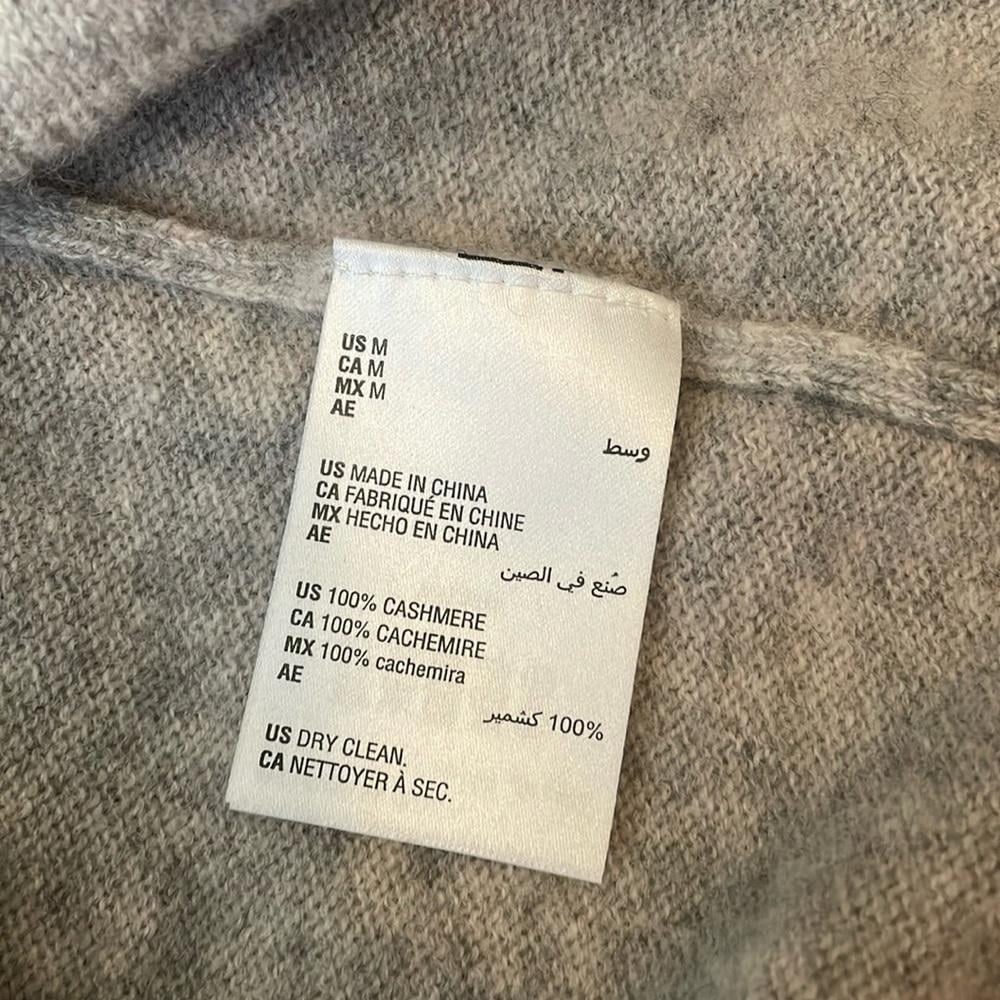 US M
CA M
MX M
AE
وسط
US MADE IN CHINA
CA FABRIQUÉ EN CHINE
MX HECHO EN CHINA
AE
صُنع في الصين
US 100% CASHMERE
CA 100% CACHEMIRE
MX 100% cachemira
AE
100% كشمير
US DRY CLEAN.
CA NETTOYER À SEC.